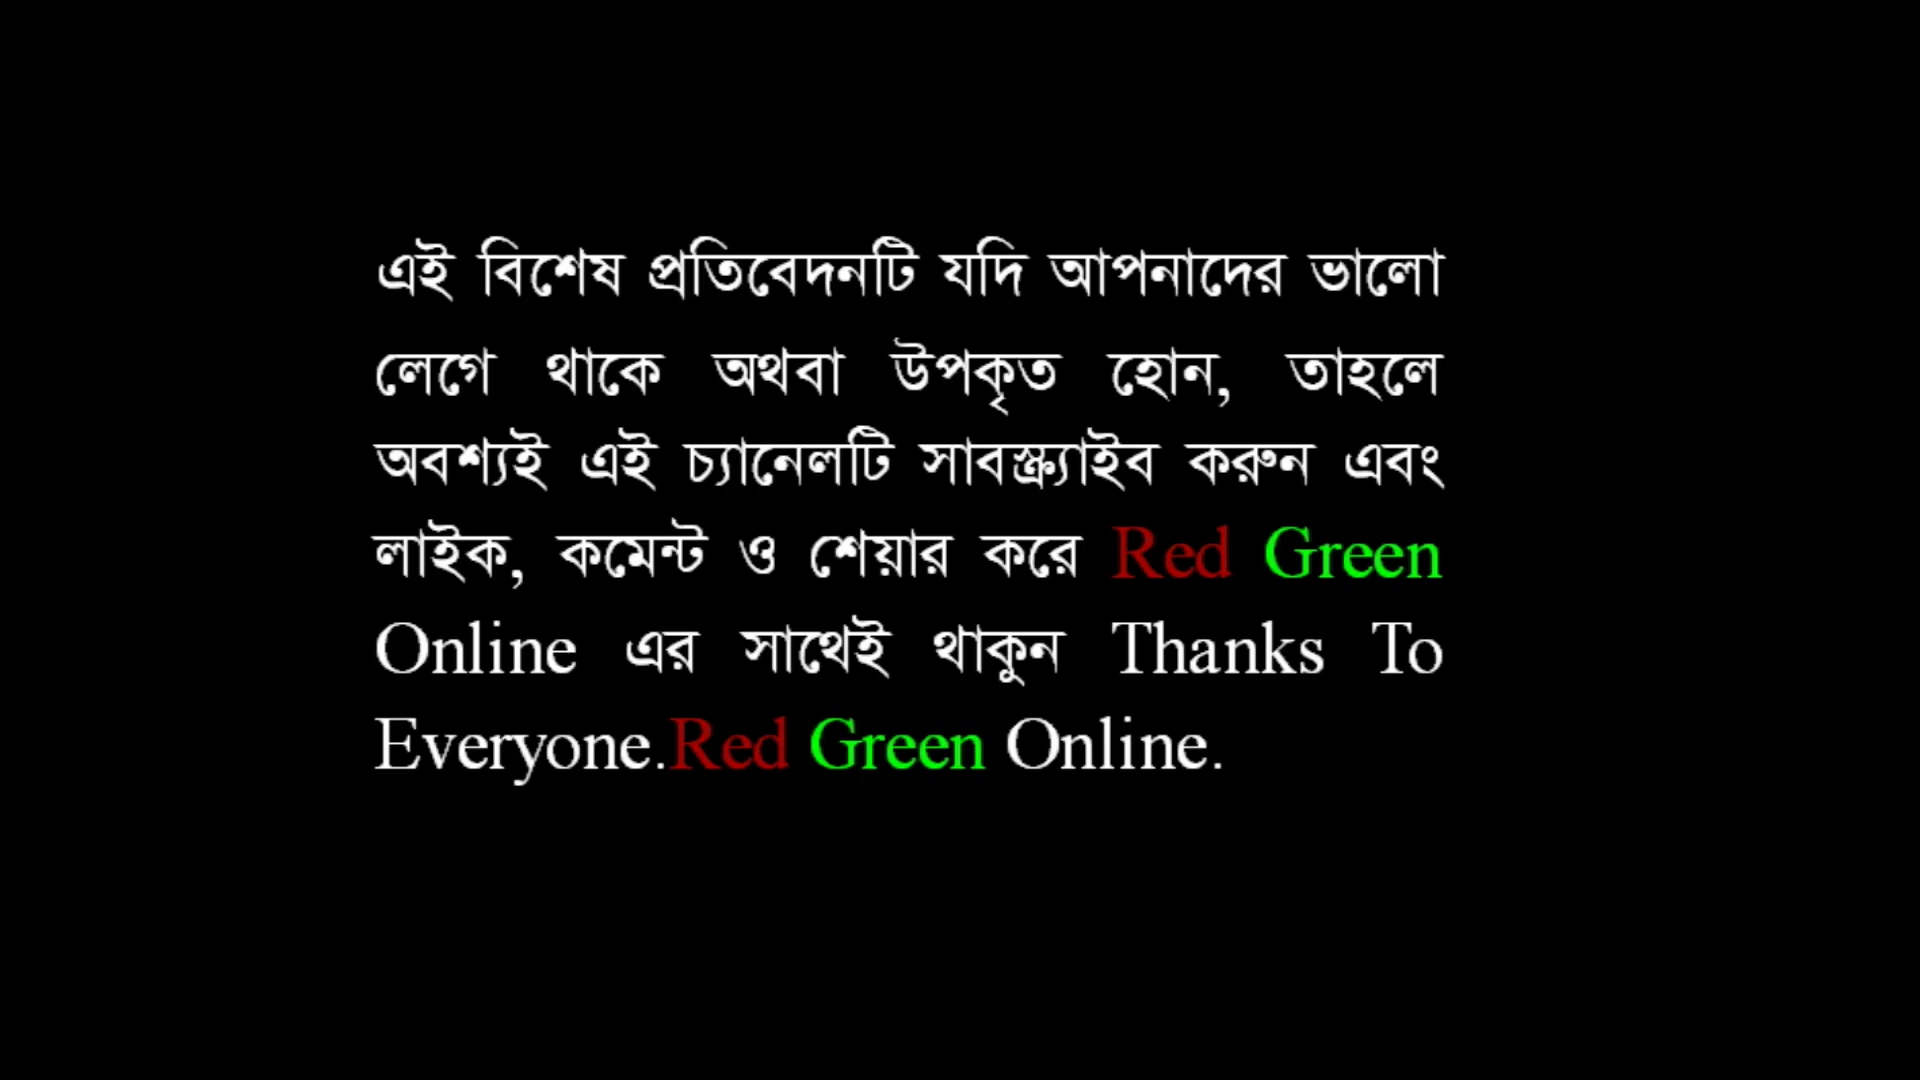 এই বিশেষ প্রতিবেদনটি যদি আপনাদের ভালো
লেগে থাকে অথবা উপকৃত হোন, তাহলে
অবশ্যই এই চ্যানেলটি সাবস্ক্র্যাইব করুন এবং
লাইক, কমেন্ট ও শেয়ার করে Red Green
Online এর সাথেই থাকুন Thanks To
Everyone.Red Green Online.